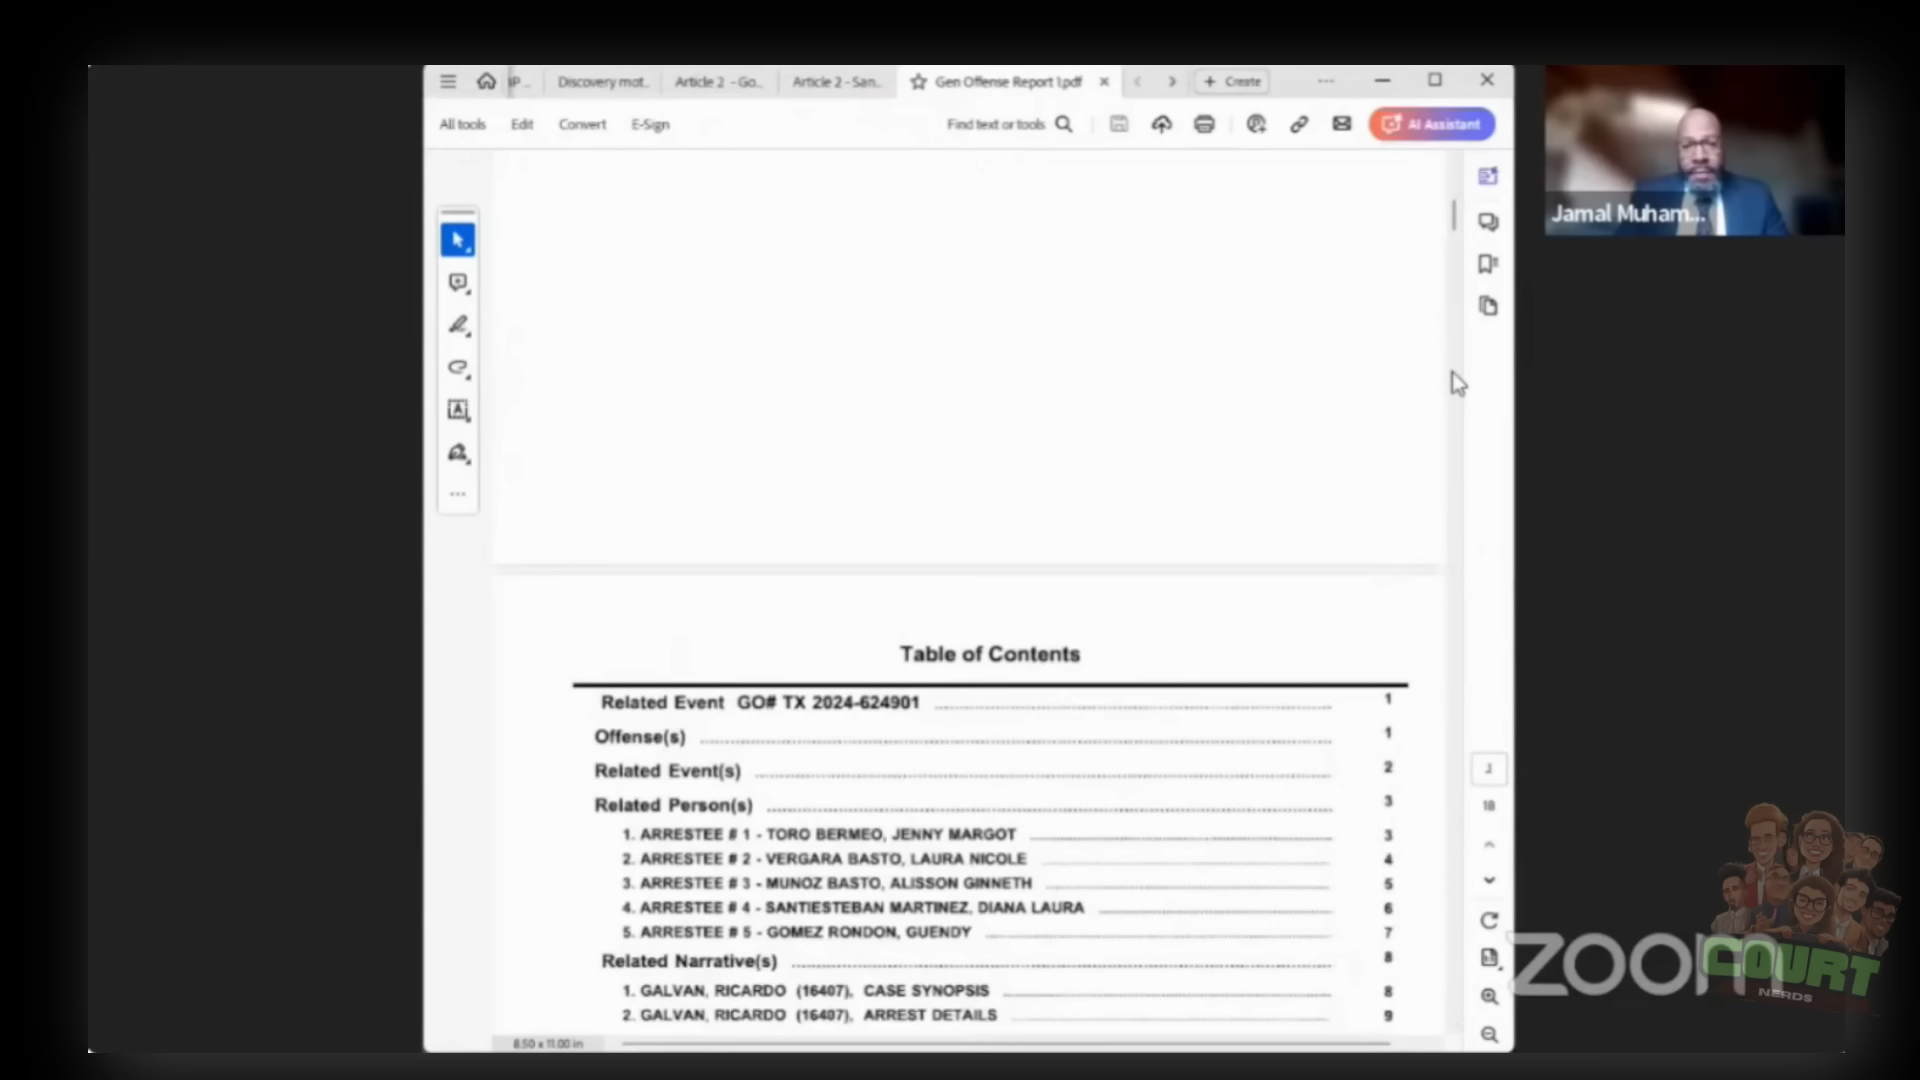 Discovery mot..
Article 2 - Go..
Article 2 - San..
Gen Offense Report 1.pdf
+ Create
All tools
Edit
Convert
E-Sign
Find text or tools
AI Assistant
Jamal Muham...
Table of Contents
Related Event GO# TX 2024-624901 1
Offense(s) 1
Related Event(s) 2
Related Person(s) 3
1. ARRESTEE # 1 - TORO BERMEO, JENNY MARGOT 3
2. ARRESTEE # 2 - VERGARA BASTO, LAURA NICOLE 4
3. ARRESTEE # 3 - MUNOZ BASTO, ALISSON GINNETH 5
4. ARRESTEE # 4 - SANTIESTEBAN MARTINEZ, DIANA LAURA 6
5. ARRESTEE # 5 - GOMEZ RONDON, GUENDY 7
Related Narrative(s) 8
1. GALVAN, RICARDO (16407), CASE SYNOPSIS 8
2. GALVAN, RICARDO (16407), ARREST DETAILS 9
18
8.50 x 11.00 in
zoom
COURT
NERDS